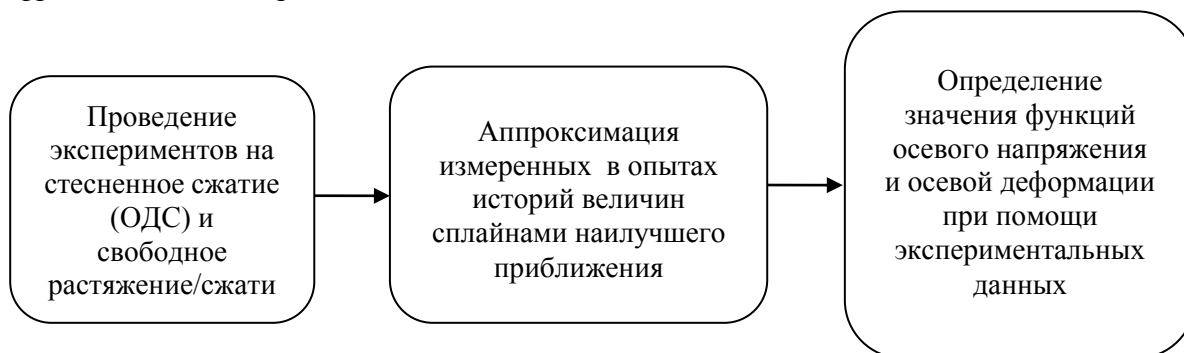 Проведение
экспериментов на
стесненное сжатие
(ОДС) и
свободное
растяжение/сжати
Аппроксимация
измеренных в опытах
историй величин
сплайнами наилучшего
приближения
Определение
значения функций
осевого напряжения
и осевой деформации
при помощи
экспериментальных
данных